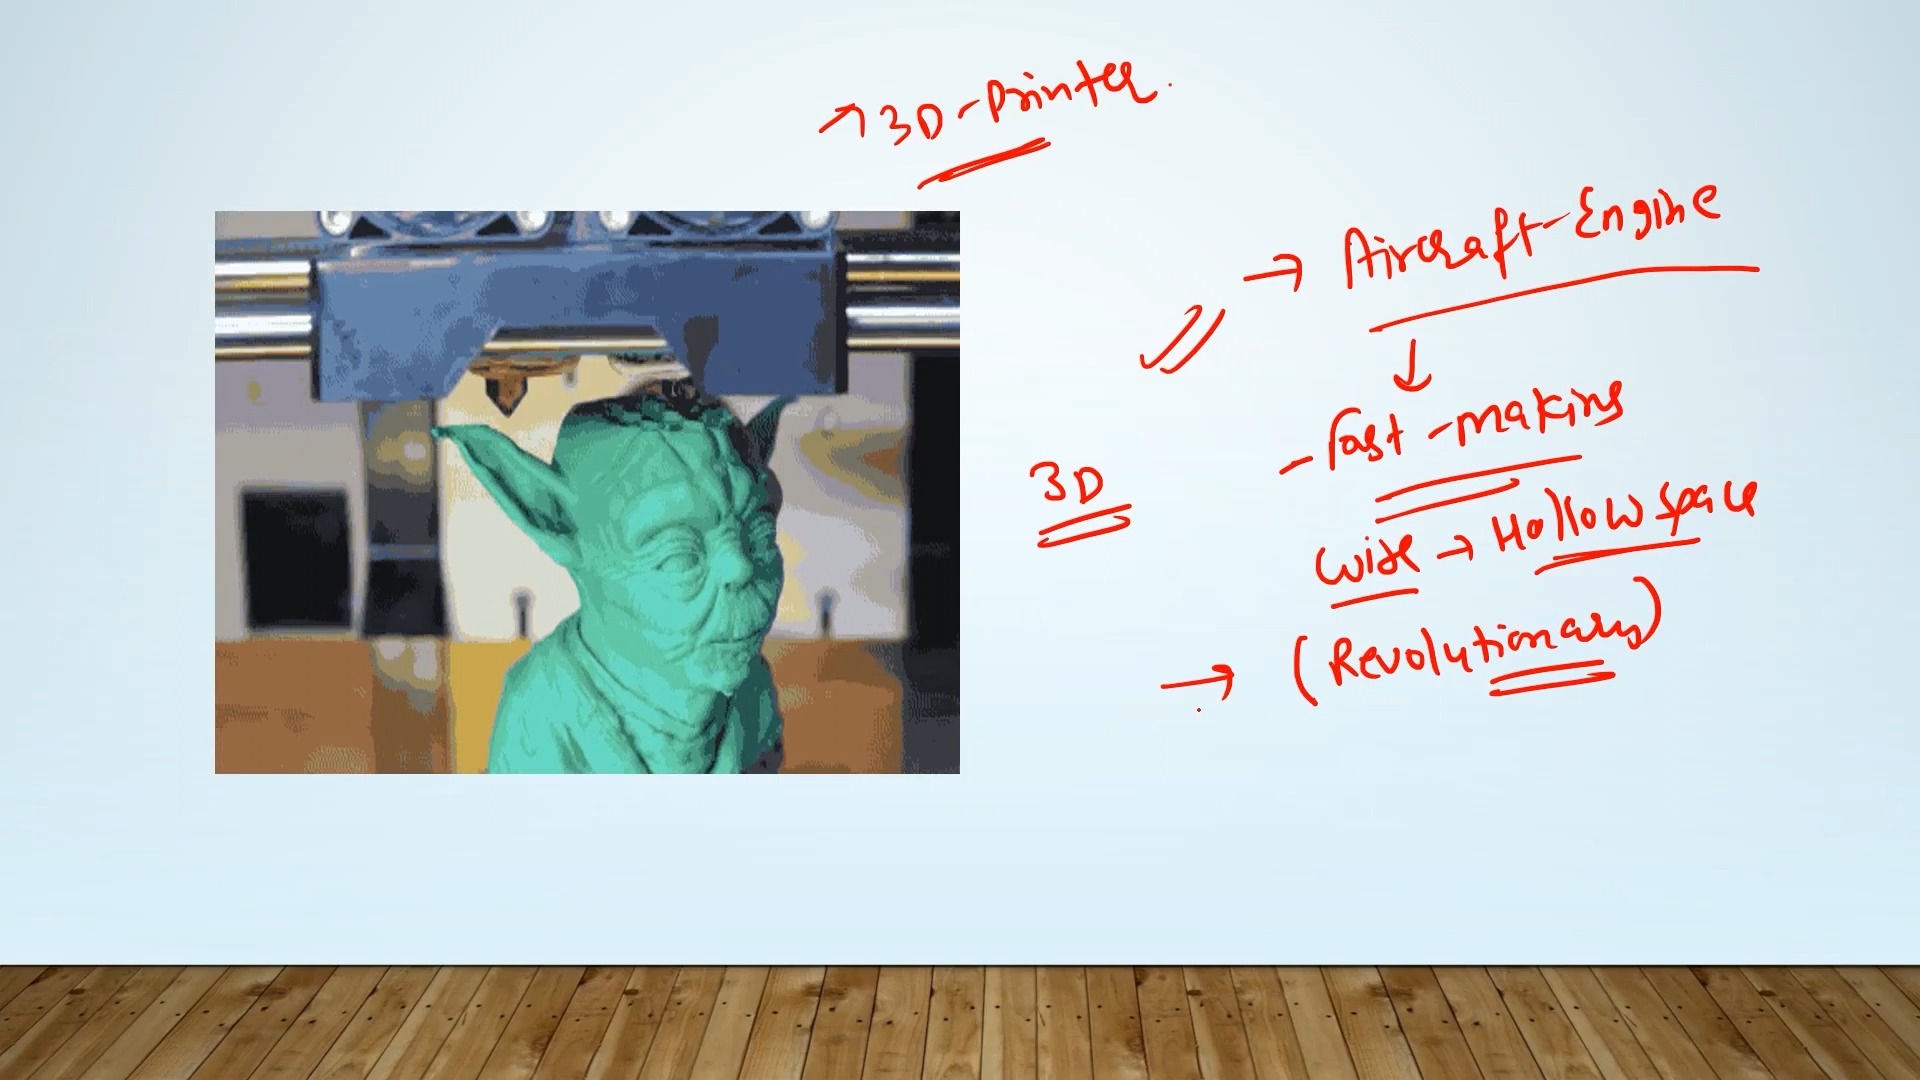 → 3D-Printer.
→ Aircraft-Engine
↓
- fast-making
3D
wide → Hollow space
→ (Revolutionary)